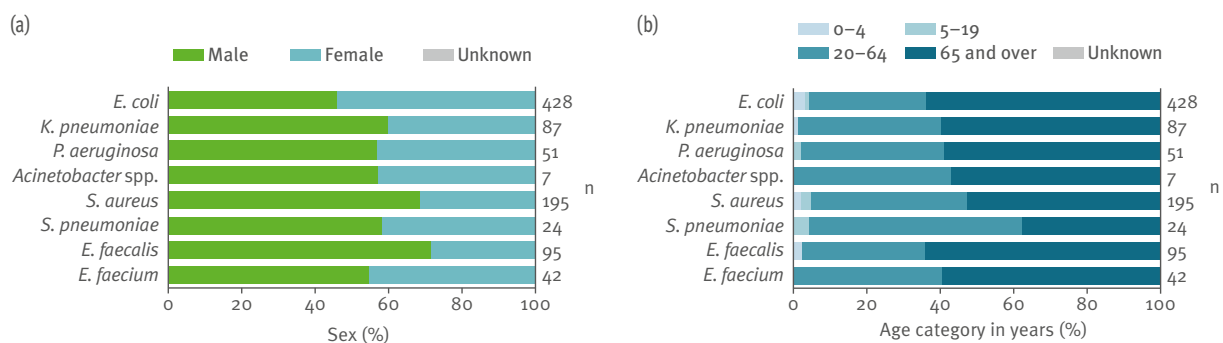 (a)
Male Female Unknown
E. coli 428
K. pneumoniae 87
P. aeruginosa 51
Acinetobacter spp. 7
n
S. aureus 195
S. pneumoniae 24
E. faecalis 95
E. faecium 42
0 20 40 60 80 100
Sex (%)
(b)
0–4 5–19
20–64 65 and over Unknown
E. coli 428
K. pneumoniae 87
P. aeruginosa 51
Acinetobacter spp. 7
n
S. aureus 195
S. pneumoniae 24
E. faecalis 95
E. faecium 42
0 20 40 60 80 100
Age category in years (%)